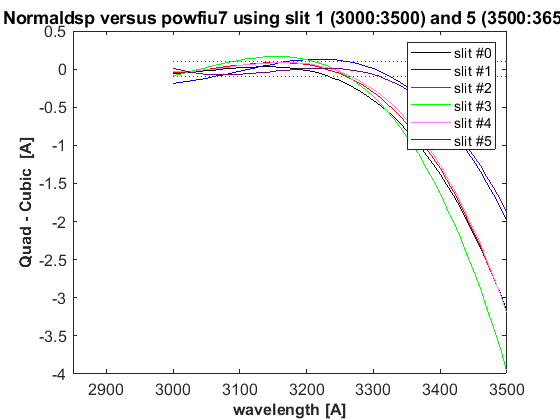 Normaldsp versus powfiu7 using slit 1 (3000:3500) and 5 (3500:365
0.5
0
-0.5
-1
-1.5
-2
-2.5
-3
-3.5
-4
Quad - Cubic [A]
slit #0
slit #1
slit #2
slit #3
slit #4
slit #5
2900
3000
3100
3200
3300
3400
3500
wavelength [A]